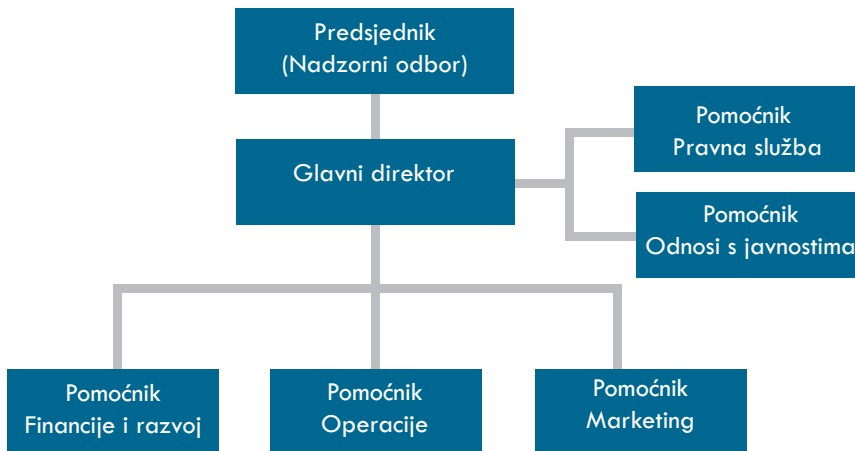 Predsjednik
(Nadzorni odbor)
Glavni direktor
Pomoćnik
Pravna služba
Pomoćnik
Odnosi s javnostima
Pomoćnik
Financije i razvoj
Pomoćnik
Operacije
Pomoćnik
Marketing